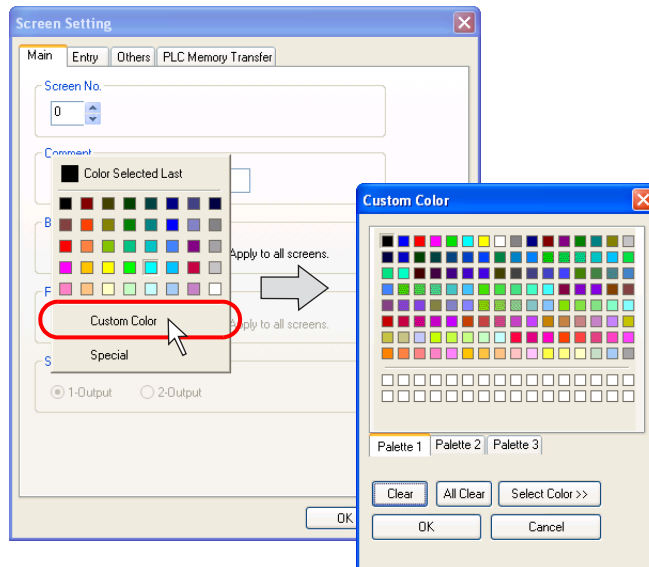 Screen Setting
Main Entry Others PLC Memory Transfer
Screen No.
0
Comment
Color Selected Last
B
Apply to all screens.
F
Custom Color
Apply to all screens.
Special
S
1-Output 2-Output
OK
Custom Color
Palette 1 Palette 2 Palette 3
Clear All Clear Select Color >>
OK Cancel